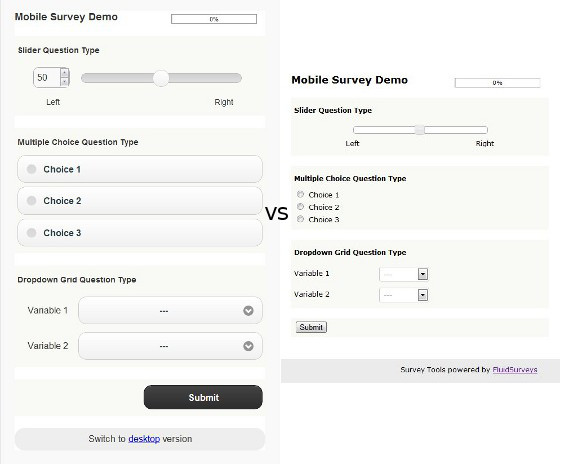 Mobile Survey Demo
0%
Slider Question Type
50
Left Right
Multiple Choice Question Type
Choice 1
Choice 2
Choice 3
Dropdown Grid Question Type
Variable 1 ---
Variable 2 ---
Submit
Switch to desktop version
vs
Mobile Survey Demo
0%
Slider Question Type
Left Right
Multiple Choice Question Type
Choice 1
Choice 2
Choice 3
Dropdown Grid Question Type
Variable 1 ---
Variable 2 ---
Submit
Survey Tools powered by FluidSurveys